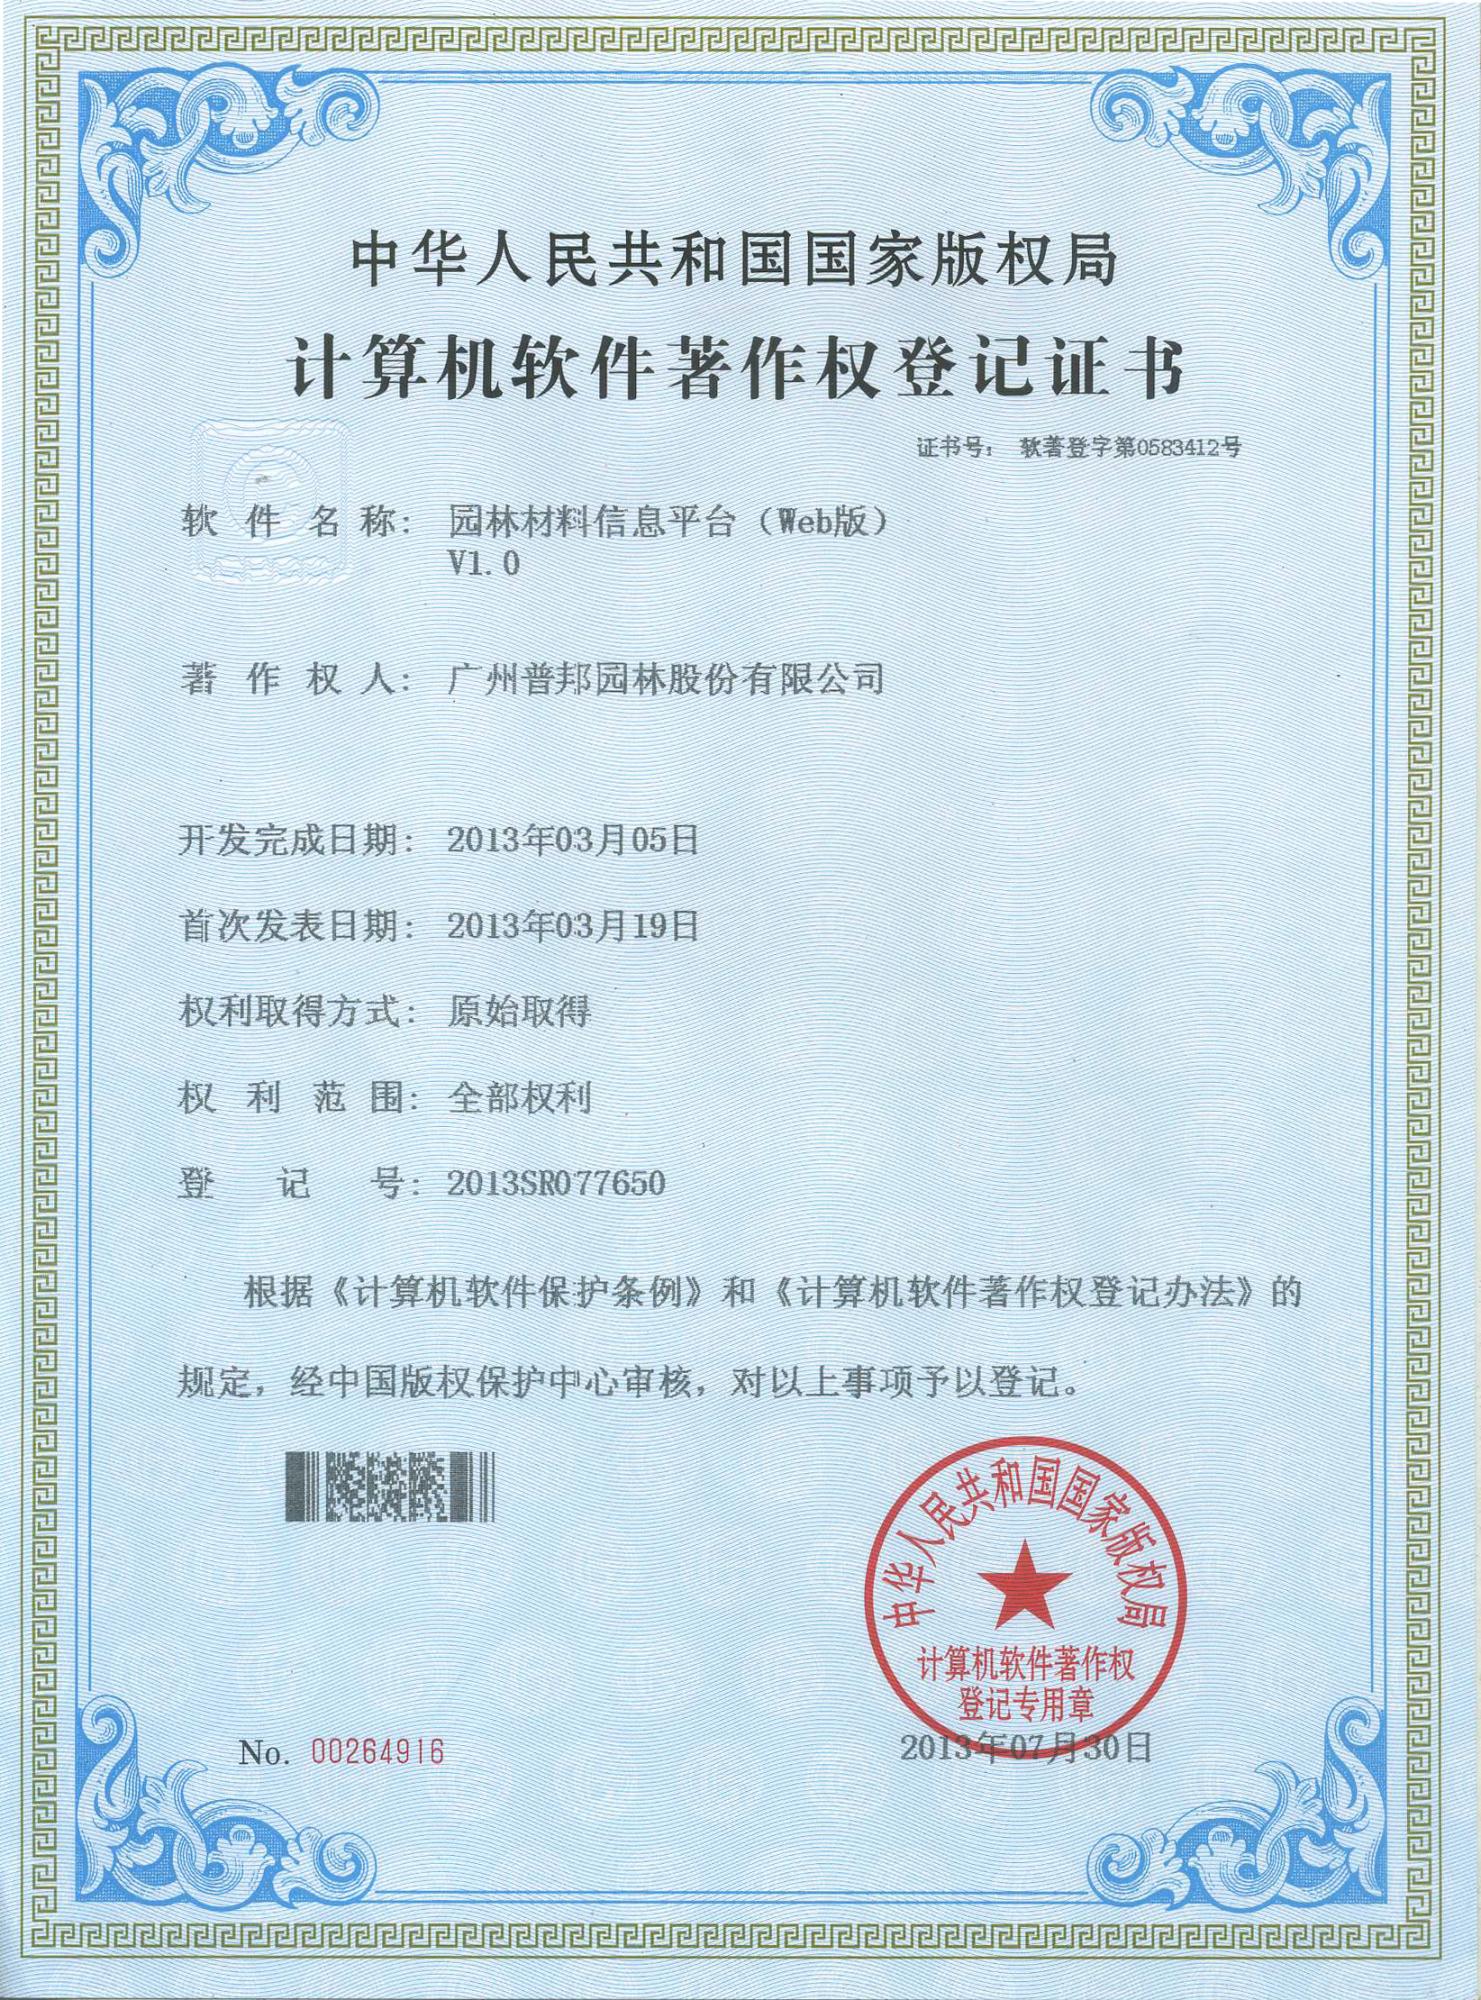 中华人民共和国国家版权局
计算机软件著作权登记证书
证书号： 软著登字第0583412号
软件名称： 园林材料信息平台（Web版）
V1.0
著作权人： 广州普邦园林股份有限公司
开发完成日期： 2013年03月05日
首次发表日期： 2013年03月19日
权利取得方式： 原始取得
权利范围： 全部权利
登记号： 2013SR077650
根据《计算机软件保护条例》和《计算机软件著作权登记办法》的
规定，经中国版权保护中心审核，对以上事项予以登记。
中华人民共和国国家版权局
计算机软件著作权
登记专用章
No. 00264916
2013年07月30日